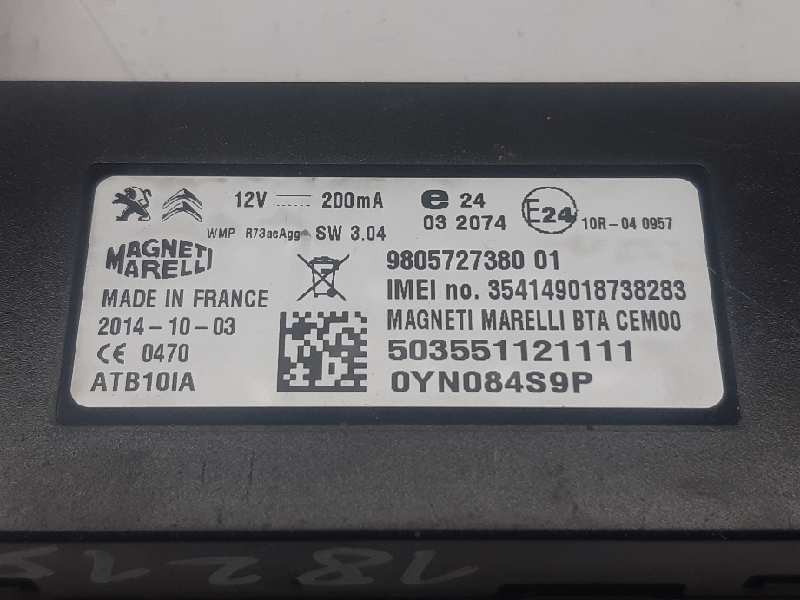 12V 200mA e 24
03 2074 E24 10R-04 0957
WMP R73aeAgg SW 3.04
MAGNETI
MARELLI
9805727380 01
IMEI no. 354149018738283
MADE IN FRANCE
MAGNETI MARELLI BTA CEM00
2014-10-03
503551121111
CE 0470
ATB10IA
0YN084S9P